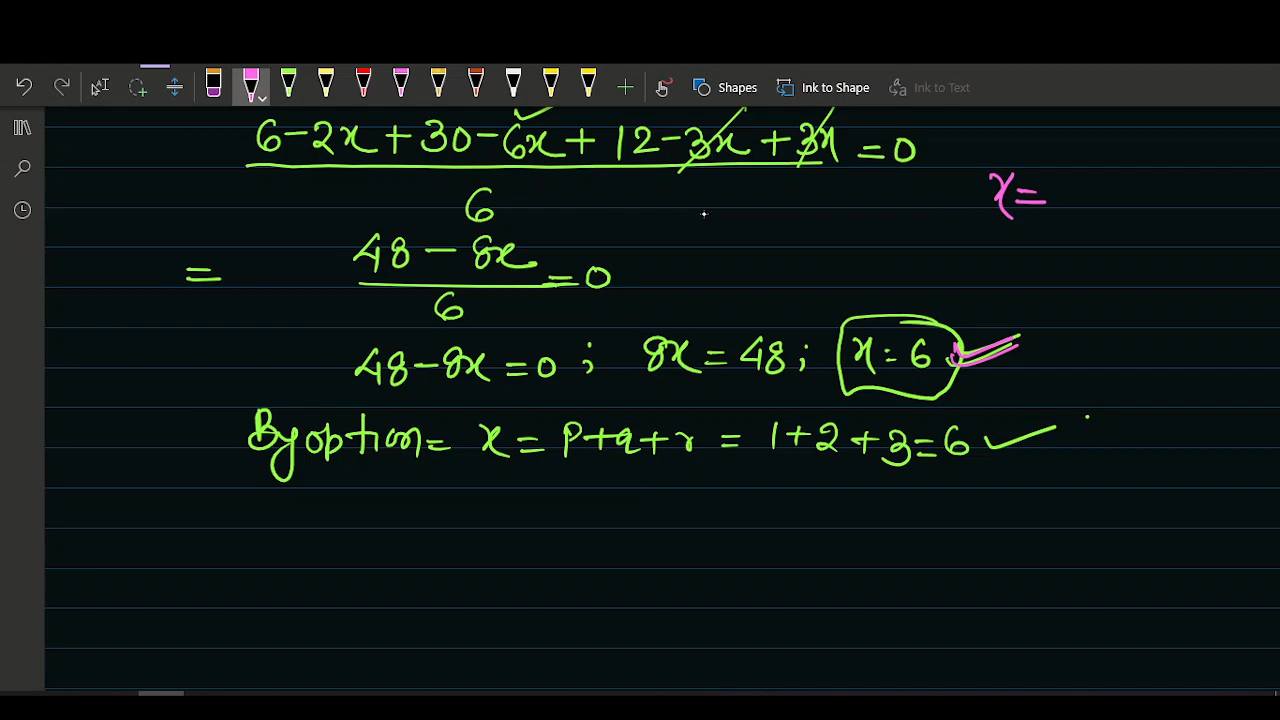 Shapes Ink to Shape Ink to Text
6-2x+30-6x+12-3x+3x =0
6
x=
= 48-8x =0
6
48-8x=0 ; 8x=48; x=6
By option= x=p+q+r= 1+2+3=6